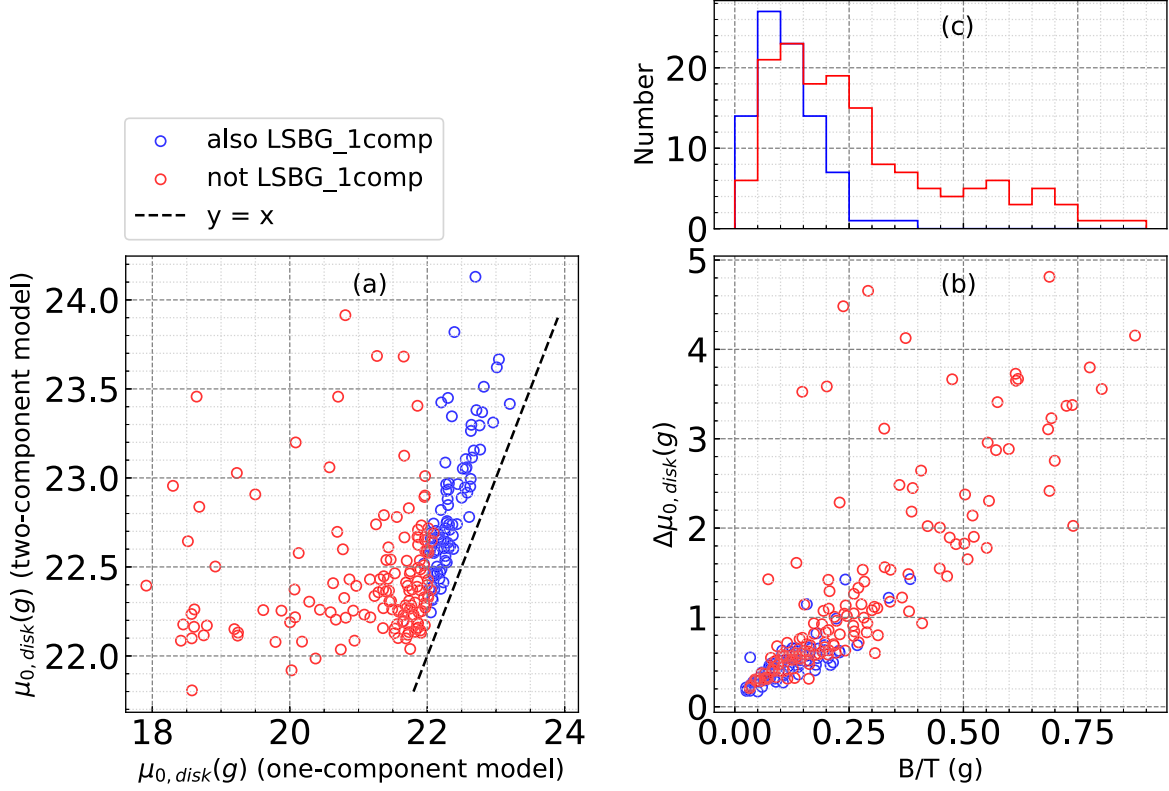 (c)
20
10
0
Number
also LSBG_1comp
not LSBG_1comp
y = x
(a)
24.0
23.5
23.0
22.5
22.0
18 20 22 24
μ0, disk(g) (two-component model)
μ0, disk(g) (one-component model)
(b)
5
4
3
2
1
0
0.00 0.25 0.50 0.75
Δμ0, disk(g)
B/T (g)